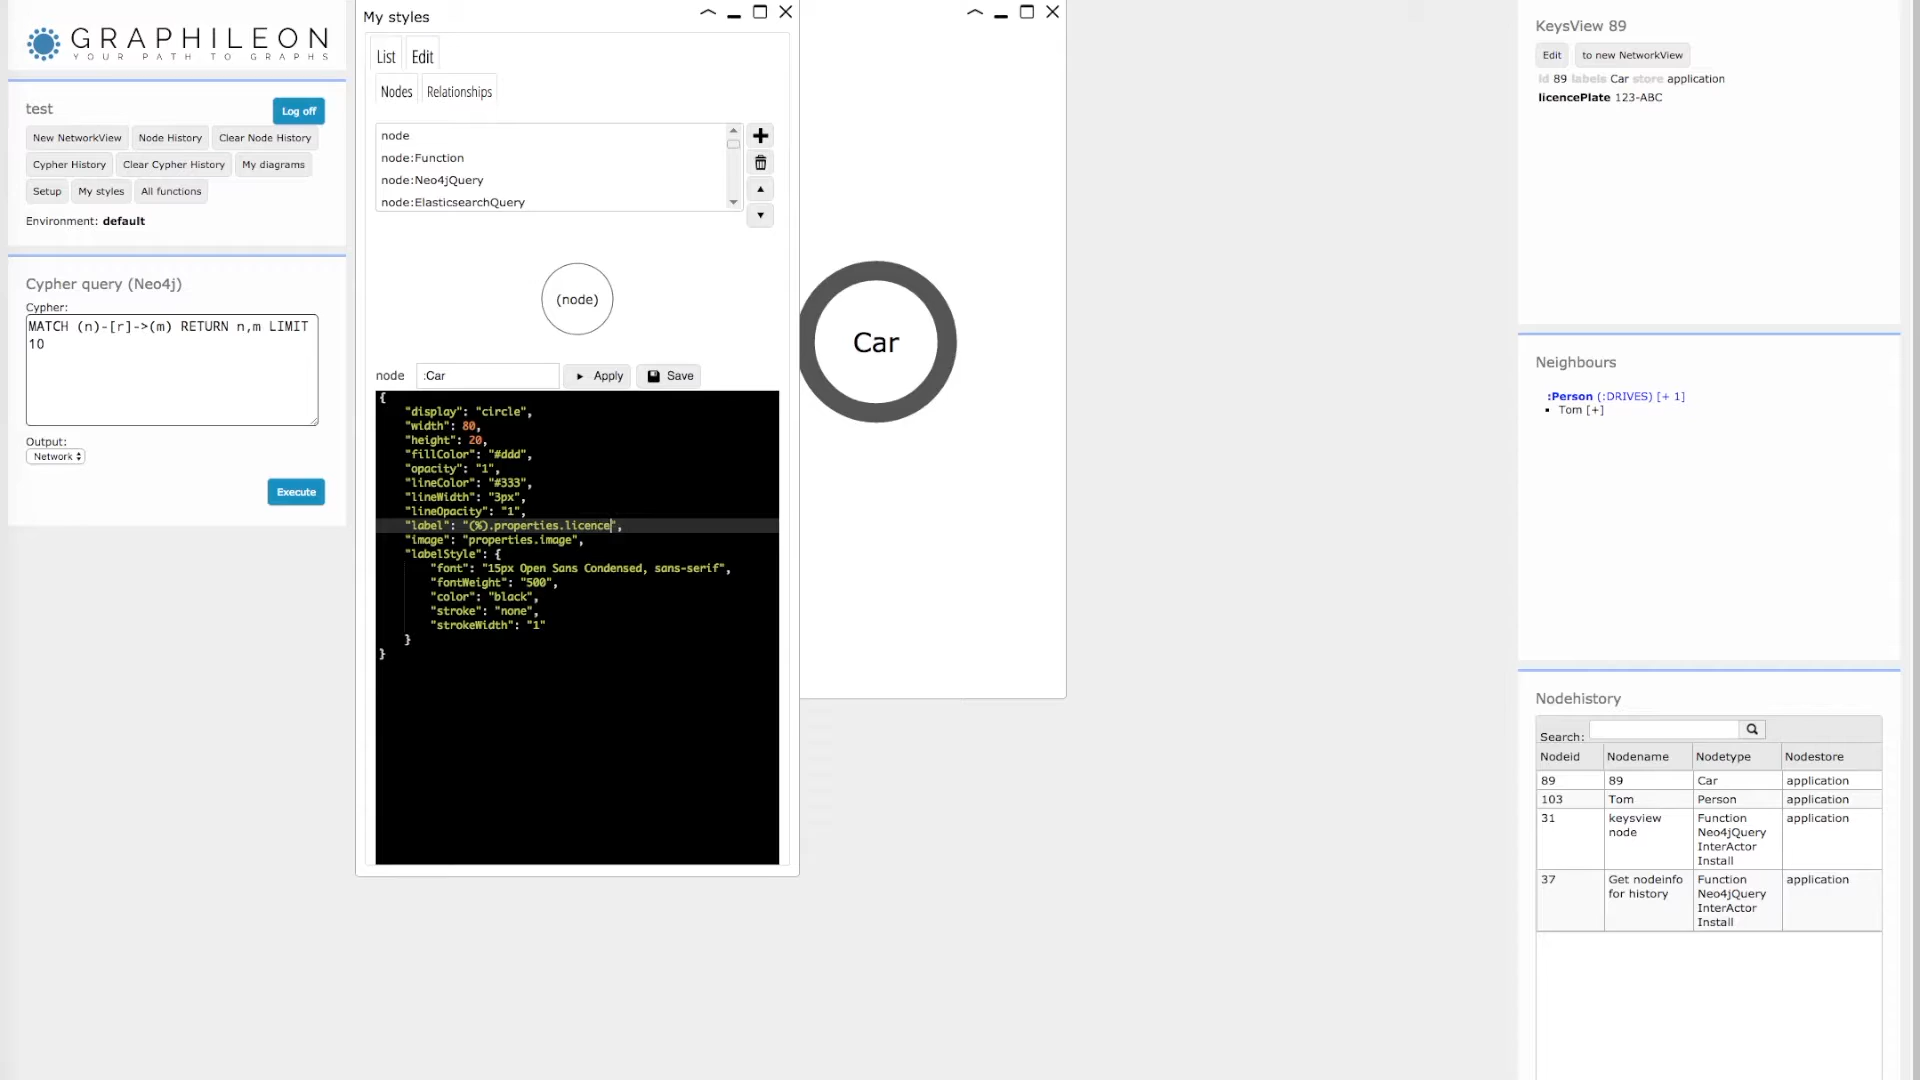 GRAPHILEON
YOUR PATH TO GRAPHS
test
Log off
New NetworkView
Node History
Clear Node History
Cypher History
Clear Cypher History
My diagrams
Setup
My styles
All functions
Environment: default
Cypher query (Neo4j)
Cypher:
MATCH (n)-[r]->(m) RETURN n,m LIMIT
10
Output:
Network
Execute
My styles
List
Edit
Nodes
Relationships
node
node:Function
node:Neo4jQuery
node:ElasticsearchQuery
(node)
node :Car
Apply
Save
{
"display": "circle",
"width": 80,
"height": 20,
"fillColor": "#ddd",
"opacity": "1",
"lineColor": "#333",
"lineWidth": "3px",
"lineOpacity": "1",
"label": "(%).properties.licence",
"image": "properties.image",
"labelStyle": {
"font": "15px Open Sans Condensed, sans-serif",
"fontWeight": "500",
"color": "black",
"stroke": "none",
"strokeWidth": "1"
}
}
Car
KeysView 89
Edit
to new NetworkView
id 89 labels Car store application
licencePlate 123-ABC
Neighbours
:Person (:DRIVES) [+ 1]
Tom [+]
Nodehistory
Search:
Nodeid Nodename Nodetype Nodestore
89 89 Car application
103 Tom Person application
31 keysview Function application
node Neo4jQuery
InterActor
Install
37 Get nodeinfo Function application
for history Neo4jQuery
InterActor
Install